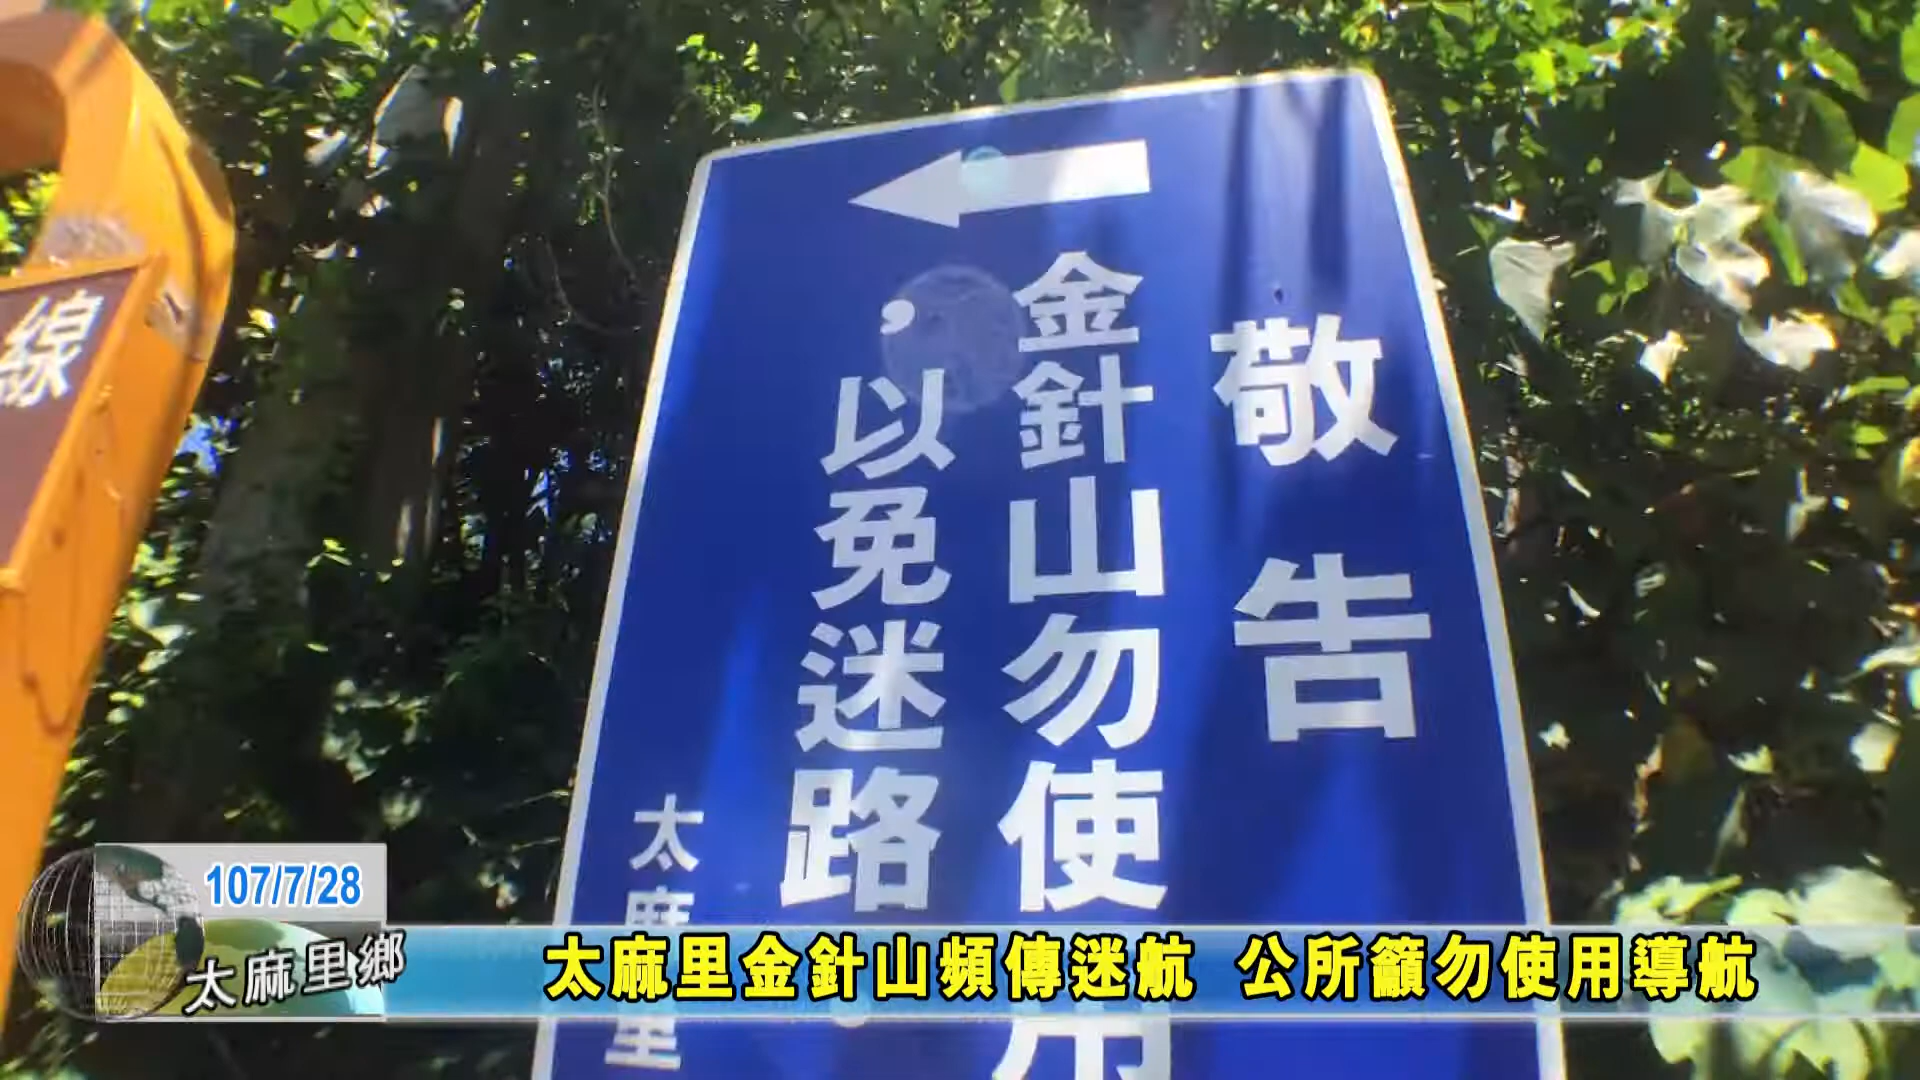 敬告
金針山勿使用
，以免迷路。
太麻里
線
107/7/28
太麻里鄉
太麻里金針山頻傳迷航 公所籲勿使用導航